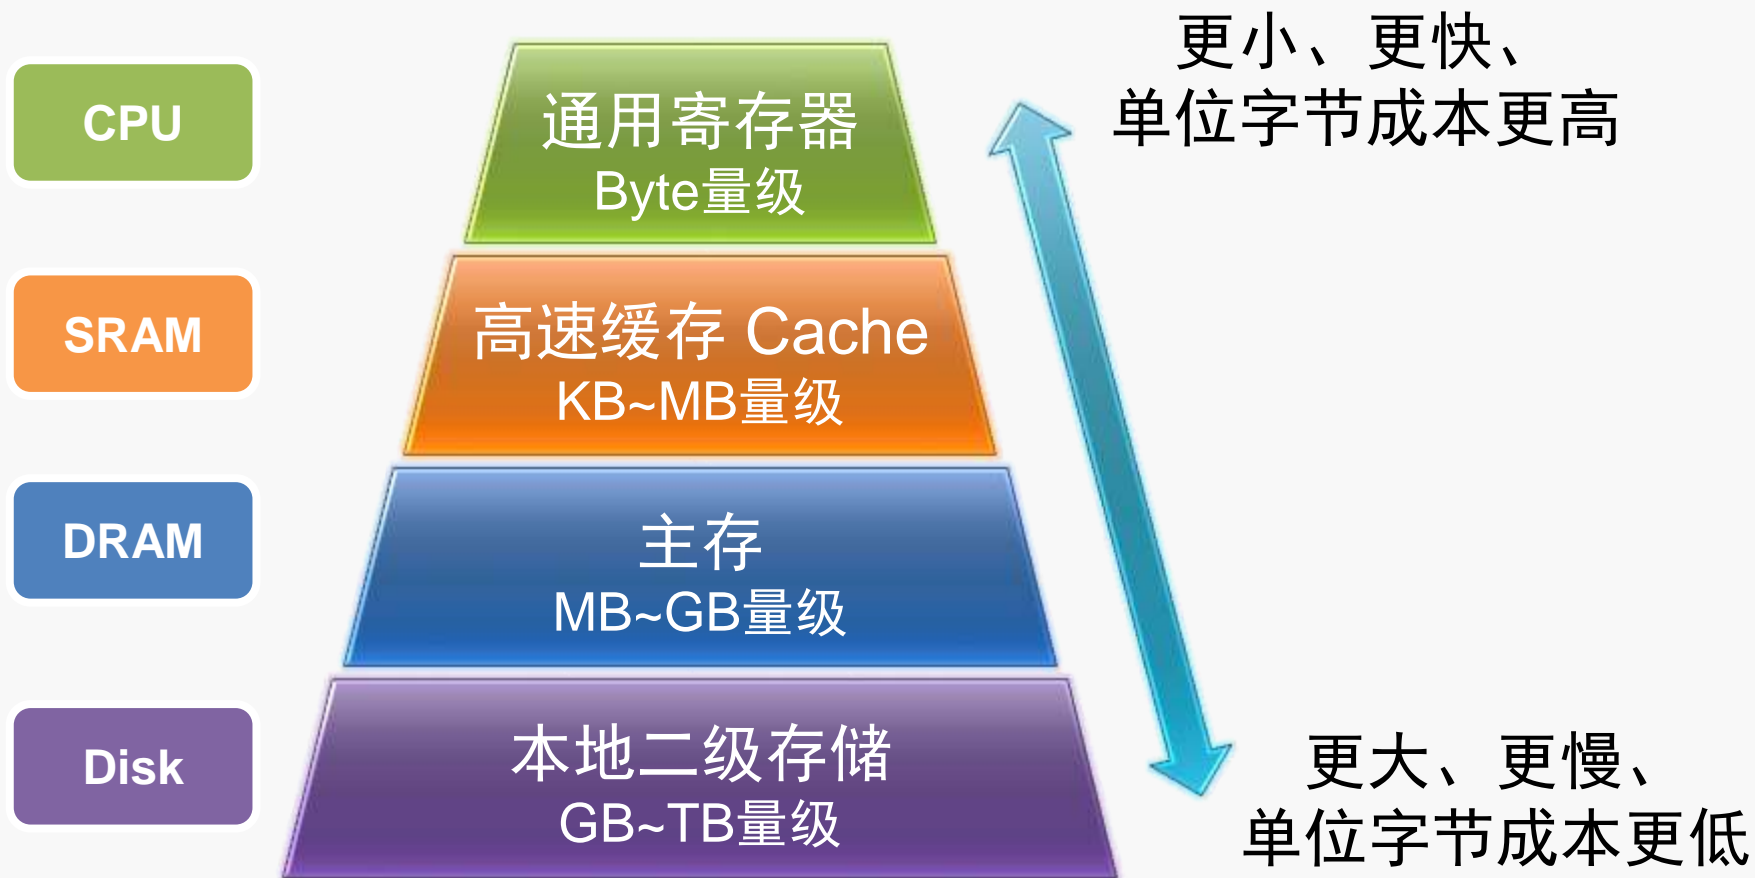 更小、更快、
单位字节成本更高
CPU
通用寄存器
Byte量级
SRAM
高速缓存 Cache
KB~MB量级
DRAM
主存
MB~GB量级
Disk
本地二级存储
GB~TB量级
更大、更慢、
单位字节成本更低